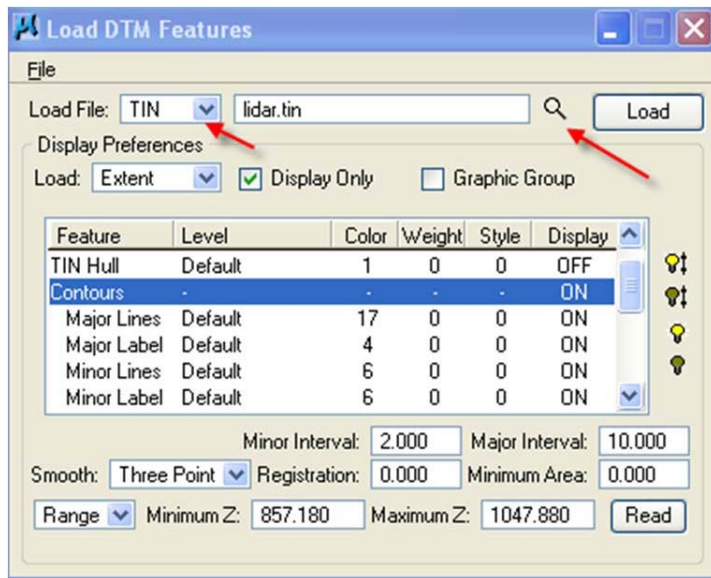 Load DTM Features
File
Load File: TIN lidar.tin Load
Display Preferences
Load: Extent Display Only Graphic Group
Feature Level Color Weight Style Display
TIN Hull Default 1 0 0 OFF
Contours - - - - ON
Major Lines Default 17 0 0 ON
Major Label Default 4 0 0 ON
Minor Lines Default 6 0 0 ON
Minor Label Default 6 0 0 ON
Minor Interval: 2.000 Major Interval: 10.000
Smooth: Three Point Registration: 0.000 Minimum Area: 0.000
Range Minimum Z: 857.180 Maximum Z: 1047.880 Read